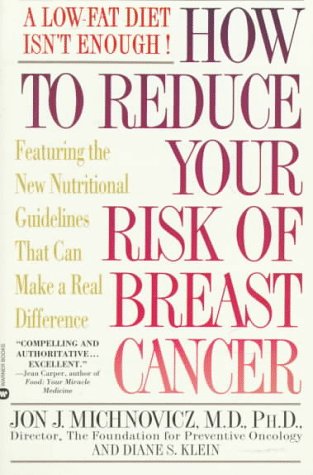 A LOW-FAT DIET
ISN'T ENOUGH!
HOW
TO REDUCE
YOUR
RISK OF
BREAST
CANCER
Featuring the
New Nutritional
Guidelines
That Can
Make a Real
Difference
"COMPELLING AND
AUTHORITATIVE...
EXCELLENT."
—Jean Carper, author of
Food: Your Miracle
Medicine
WARNER BOOKS
JON J. MICHNOVICZ, M.D., PH.D.,
Director, The Foundation for Preventive Oncology
AND DIANE S. KLEIN